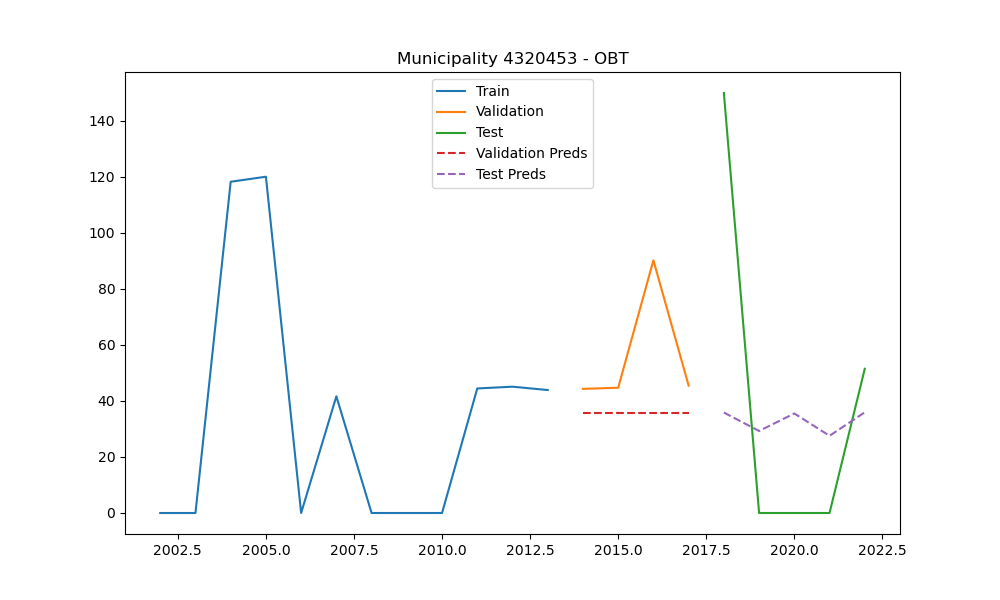 Municipality 4320453 - OBT
Train
Validation
Test
Validation Preds
Test Preds
140
120
100
80
60
40
20
0
2002.5 2005.0 2007.5 2010.0 2012.5 2015.0 2017.5 2020.0 2022.5